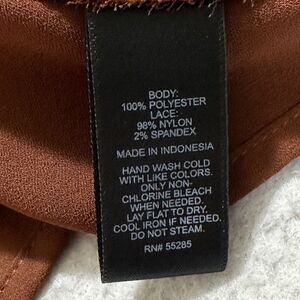 BODY:
100% POLYESTER
LACE:
98% NYLON
2% SPANDEX
MADE IN INDONESIA
HAND WASH COLD
WITH LIKE COLORS.
ONLY NON-
CHLORINE BLEACH
WHEN NEEDED.
LAY FLAT TO DRY.
COOL IRON IF NEEDED.
DO NOT STEAM.
RN# 55285